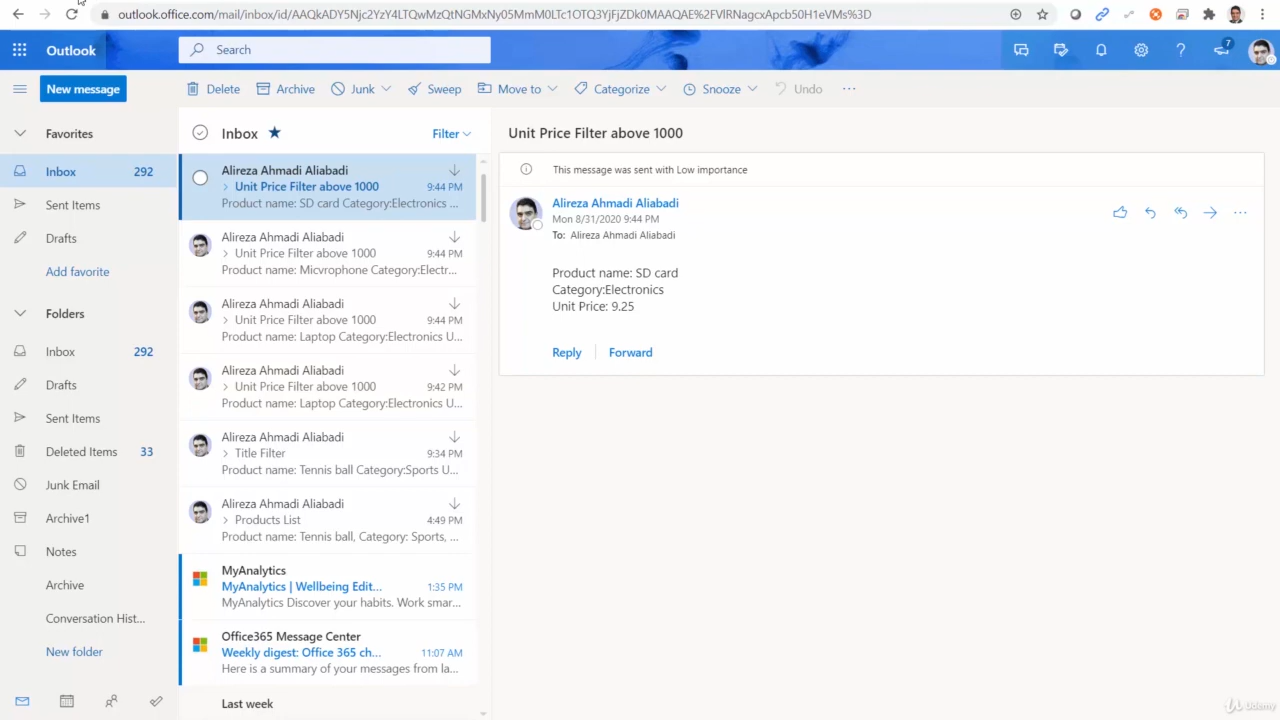 outlook.office.com/mail/inbox/id/AAQkADY5Njc2YzY4LTQwMzQtNGMxNy05MmM0LTc1OTQ3YjFjZDk0MAAQAE%2FVlRNagcxApcb50H1eVMs%3D
Outlook
Search
7
New message
Delete
Archive
Junk
Sweep
Move to
Categorize
Snooze
Undo
Favorites
Inbox 292
Sent Items
Drafts
Add favorite
Folders
Inbox 292
Drafts
Sent Items
Deleted Items 33
Junk Email
Archive1
Notes
Archive
Conversation Hist...
New folder
Inbox
Filter
Alireza Ahmadi Aliabadi
Unit Price Filter above 1000 9:44 PM
Product name: SD card Category:Electronics ...
Alireza Ahmadi Aliabadi
Unit Price Filter above 1000 9:44 PM
Product name: Micvrophone Category:Electr...
Alireza Ahmadi Aliabadi
Unit Price Filter above 1000 9:44 PM
Product name: Laptop Category:Electronics U...
Alireza Ahmadi Aliabadi
Unit Price Filter above 1000 9:42 PM
Product name: Laptop Category:Electronics U...
Alireza Ahmadi Aliabadi
Title Filter 9:34 PM
Product name: Tennis ball Category:Sports U...
Alireza Ahmadi Aliabadi
Products List 4:49 PM
Product name: Tennis ball, Category: Sports, ...
MyAnalytics
MyAnalytics | Wellbeing Edit... 1:35 PM
MyAnalytics Discover your habits. Work smar...
Office365 Message Center
Weekly digest: Office 365 ch... 11:07 AM
Here is a summary of your messages from la...
Last week
Unit Price Filter above 1000
This message was sent with Low importance
Alireza Ahmadi Aliabadi
Mon 8/31/2020 9:44 PM
To: Alireza Ahmadi Aliabadi
Product name: SD card
Category:Electronics
Unit Price: 9.25
Reply
Forward
Udemy